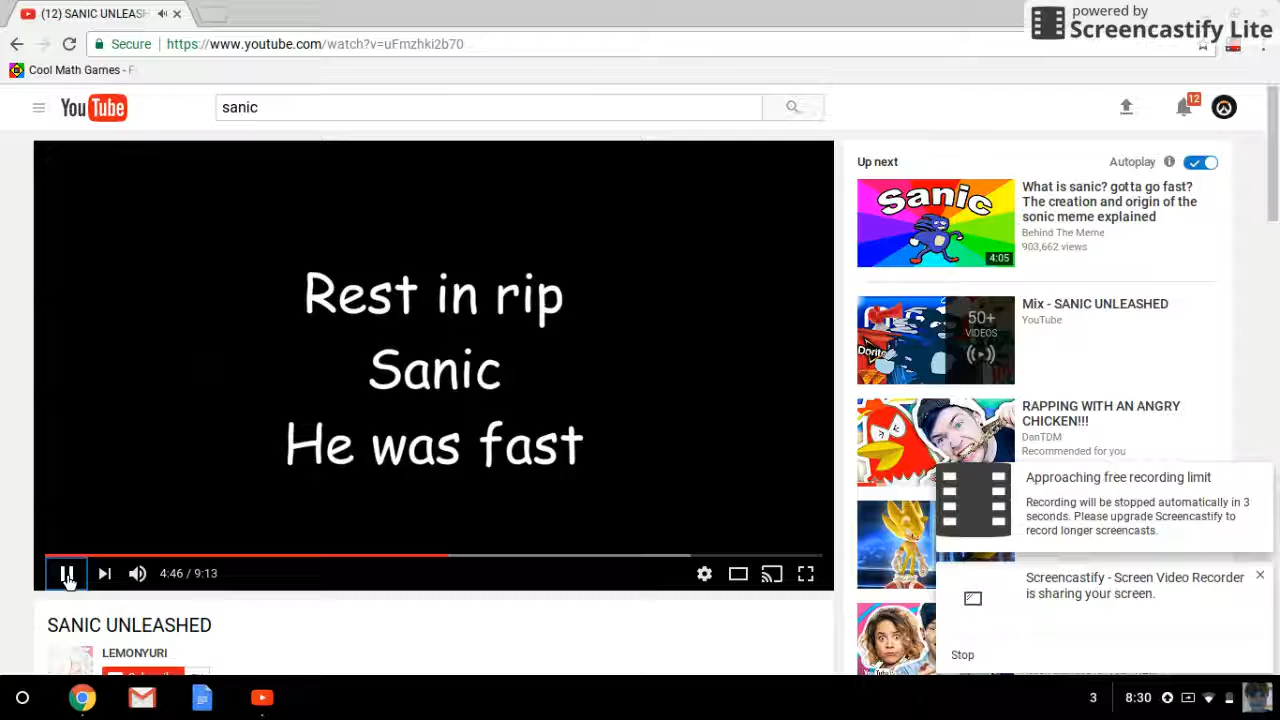 (12) SANIC UNLEASH
powered by
Screencastify Lite
Secure
https://www.youtube.com/watch?v=uFmzhki2b70
Cool Math Games - F
YouTube
sanic
12
Rest in rip
Sanic
He was fast
4:46 / 9:13
SANIC UNLEASHED
LEMONYURI
Up next
Autoplay
Sanic
4:05
What is sanic? gotta go fast?
The creation and origin of the
sonic meme explained
Behind The Meme
903,662 views
Dorito
50+
VIDEOS
Mix - SANIC UNLEASHED
YouTube
RAPPING WITH AN ANGRY
CHICKEN!!!
DanTDM
Recommended for you
Approaching free recording limit
Recording will be stopped automatically in 3
seconds. Please upgrade Screencastify to
record longer screencasts.
Screencastify - Screen Video Recorder
is sharing your screen.
Stop
3
8:30